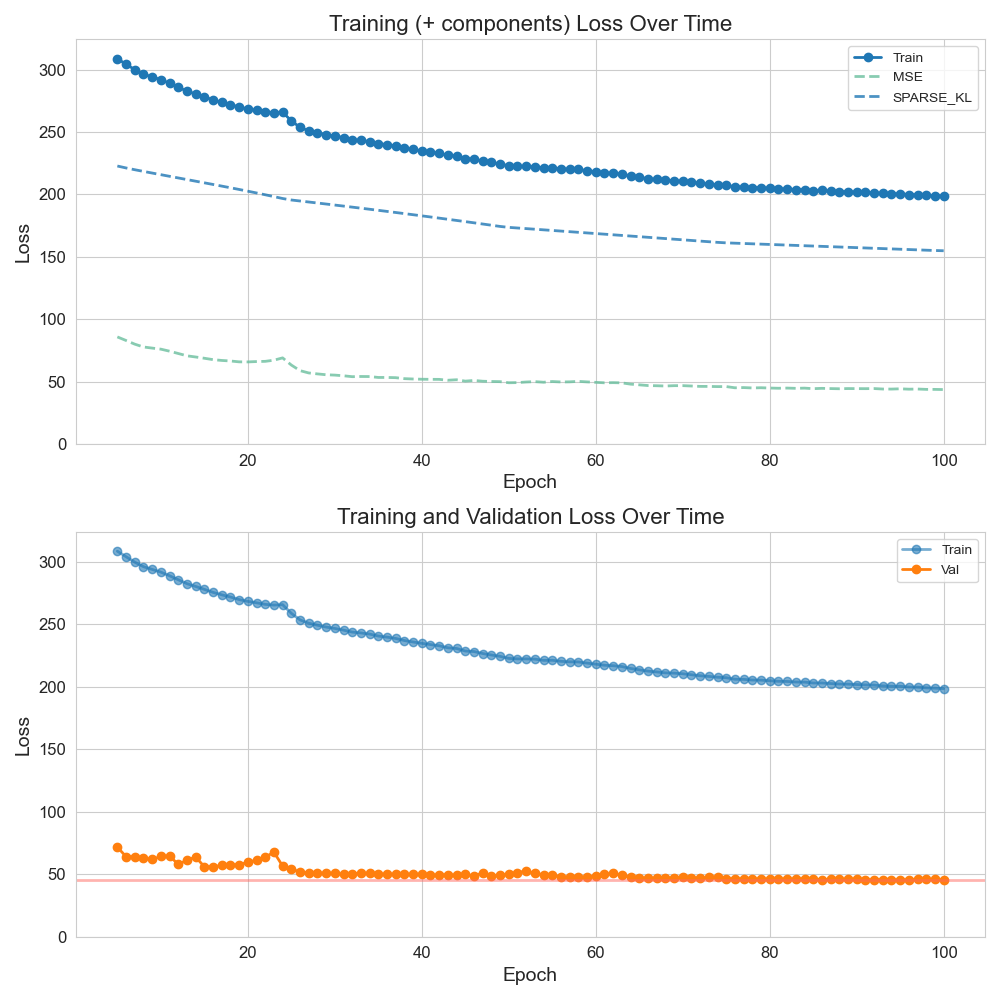 Training (+ components) Loss Over Time
Train
MSE
SPARSE_KL
300
250
200
150
100
50
0
Loss
20 40 60 80 100
Epoch
Training and Validation Loss Over Time
Train
Val
300
250
200
150
100
50
0
Loss
20 40 60 80 100
Epoch